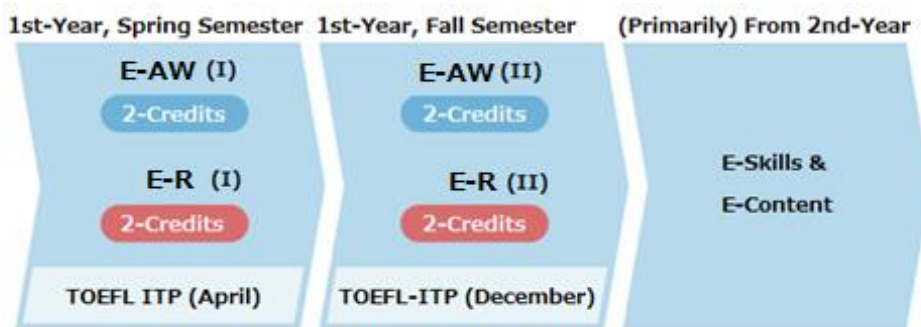 1st-Year, Spring Semester
E-AW (I)
2-Credits
E-R (I)
2-Credits
TOEFL ITP (April)
1st-Year, Fall Semester
E-AW (II)
2-Credits
E-R (II)
2-Credits
TOEFL-ITP (December)
(Primarily) From 2nd-Year
E-Skills &
E-Content